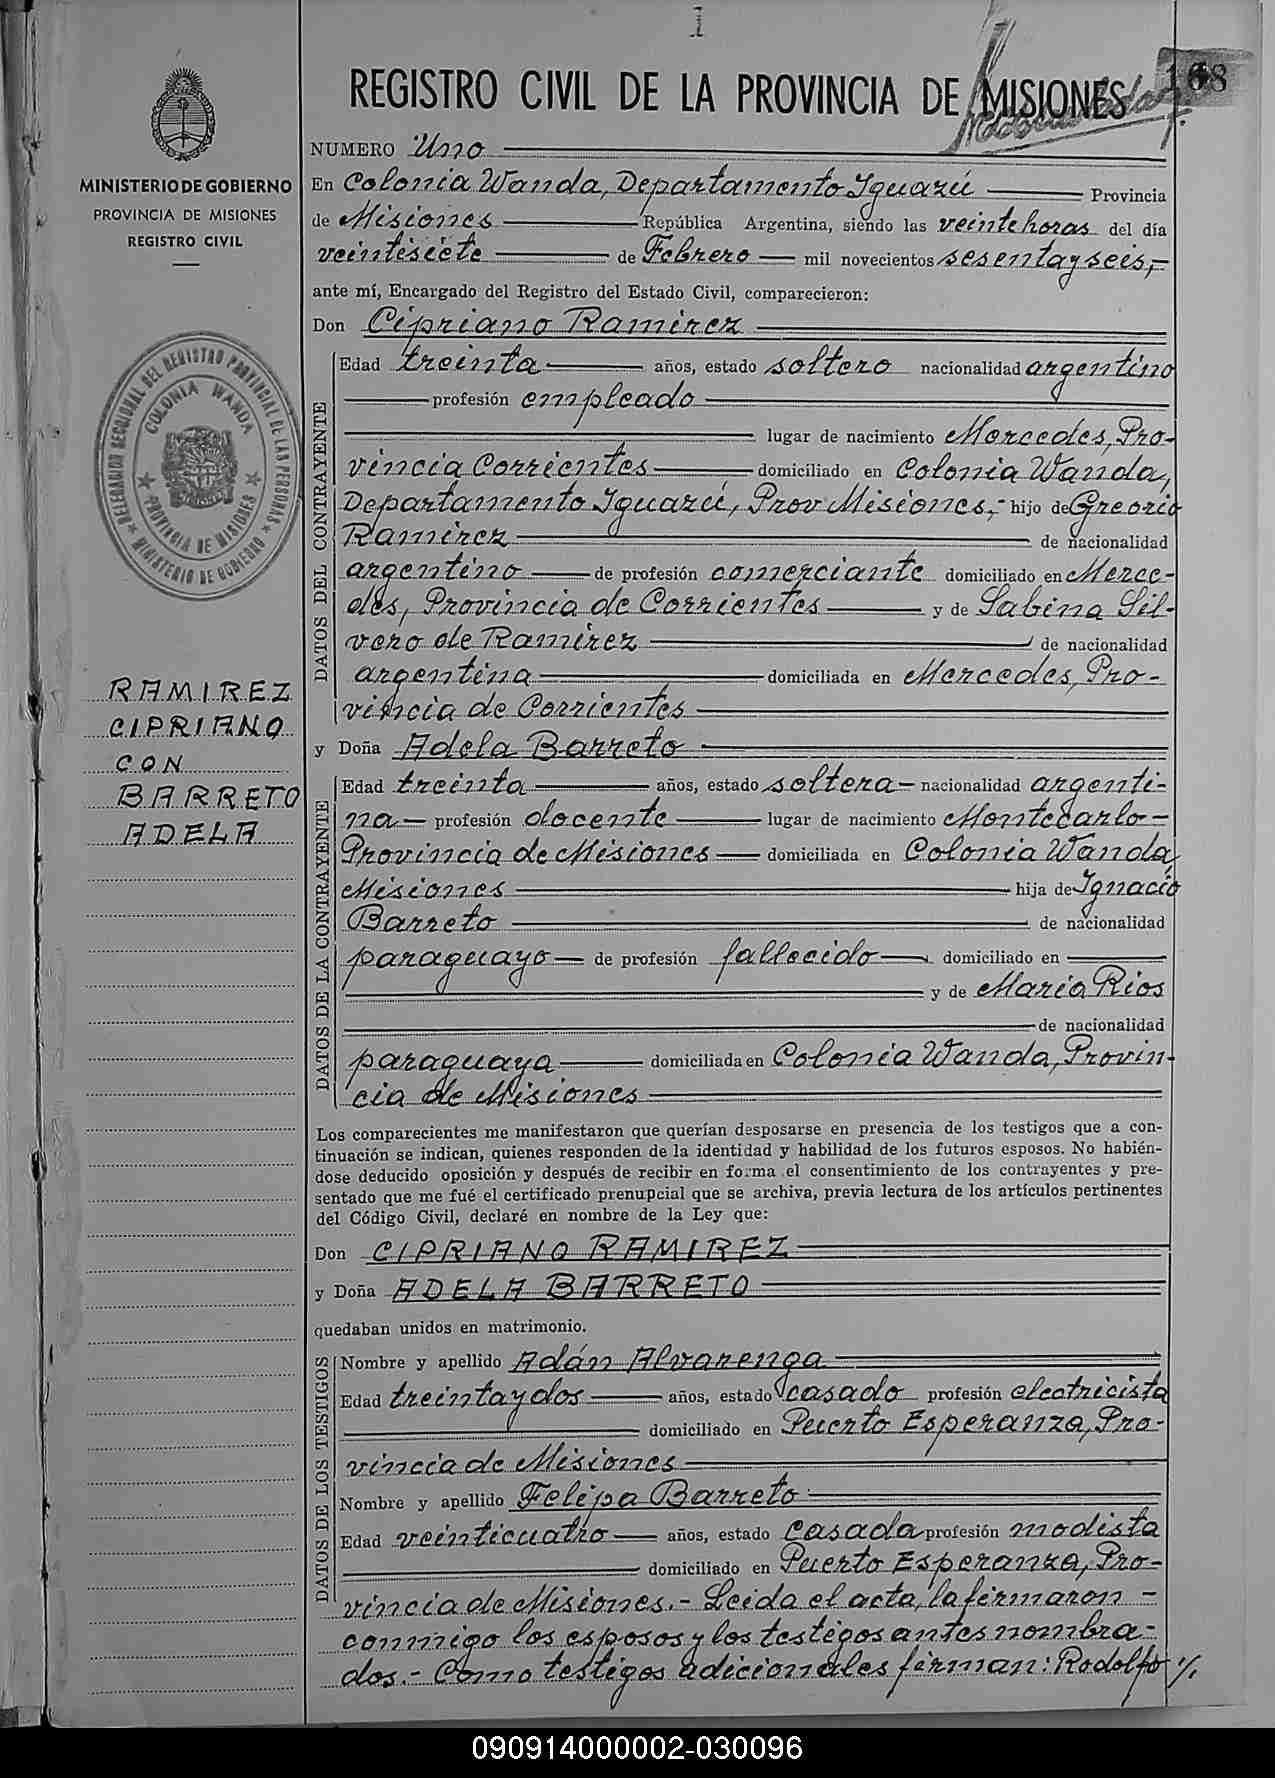 1
168
REGISTRO CIVIL DE LA PROVINCIA DE MISIONES
MINISTERIO DE GOBIERNO
PROVINCIA DE MISIONES
REGISTRO CIVIL
DELEGACION REGIONAL DEL REGISTRO PROVINCIAL DE LAS PERSONAS
COLONIA WANDA
PROVINCIA DE MISIONES
MINISTERIO DE GOBIERNO
RAMIREZ
CIPRIANO
CON
BARRETO
ADELA
NUMERO Uno
En Colonia Wanda, Departamento Iguazú Provincia
de Misiones República Argentina, siendo las veinte horas del día
veintisiete de Febrero mil novecientos sesenta y seis,-
ante mí, Encargado del Registro del Estado Civil, comparecieron:
Don Cipriano Ramirez
DATOS DEL CONTRAYENTE
Edad treinta años, estado soltero nacionalidad argentino
profesión empleado
lugar de nacimiento Mercedes, Pro-
vincia Corrientes domiciliado en Colonia Wanda,
Departamento Iguazú, Prov Misiones,- hijo de Greorio
Ramirez de nacionalidad
argentino de profesión comerciante domiciliado en Merce-
des, Provincia de Corrientes y de Sabina Sil-
vero de Ramirez de nacionalidad
argentina domiciliada en Mercedes, Pro-
vincia de Corrientes
y Doña Adela Barreto
DATOS DE LA CONTRAYENTE
Edad treinta años, estado soltera - nacionalidad argenti-
na - profesión docente lugar de nacimiento Montecarlo -
Provincia de Misiones domiciliada en Colonia Wanda,
Misiones hija de Ignacio
Barreto de nacionalidad
paraguayo de profesión fallecido domiciliado en
y de Maria Rios
de nacionalidad
paraguaya domiciliada en Colonia Wanda, Provin-
cia de Misiones
Los comparecientes me manifestaron que querían desposarse en presencia de los testigos que a con-
tinuación se indican, quienes responden de la identidad y habilidad de los futuros esposos. No habién-
dose deducido oposición y después de recibir en forma el consentimiento de los contrayentes y pre-
sentado que me fué el certificado prenupcial que se archiva, previa lectura de los artículos pertinentes
del Código Civil, declaré en nombre de la Ley que:
Don CIPRIANO RAMIREZ
y Doña ADELA BARRETO
quedaban unidos en matrimonio.
DATOS DE LOS TESTIGOS
Nombre y apellido Adán Alvarenga
Edad treinta y dos años, estado casado profesión electricista
domiciliado en Puerto Esperanza, Pro-
vincia de Misiones
Nombre y apellido Felipa Barreto
Edad veinticuatro años, estado casada profesión modista
domiciliado en Puerto Esperanza, Pro-
vincia de Misiones.- Leida el acta, la firmaron -
conmigo los esposos y los testigos antes nombra-
dos.- Como testigos adicionales firman: Rodolfo //
090914000002-030096